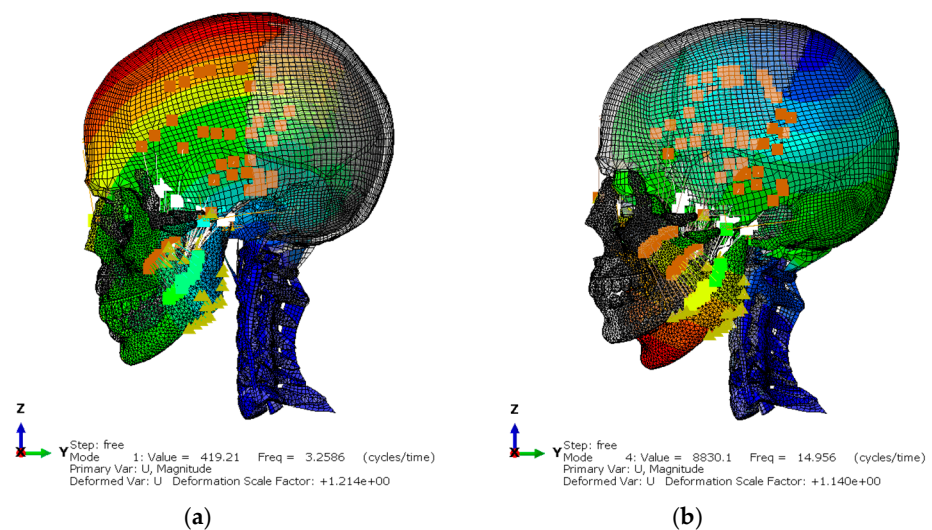 Z
Y
X
Step: free
Mode 1: Value = 419.21 Freq = 3.2586 (cycles/time)
Primary Var: U, Magnitude
Deformed Var: U Deformation Scale Factor: +1.214e+00
(a)
Z
Y
X
Step: free
Mode 4: Value = 8830.1 Freq = 14.956 (cycles/time)
Primary Var: U, Magnitude
Deformed Var: U Deformation Scale Factor: +1.140e+00
(b)